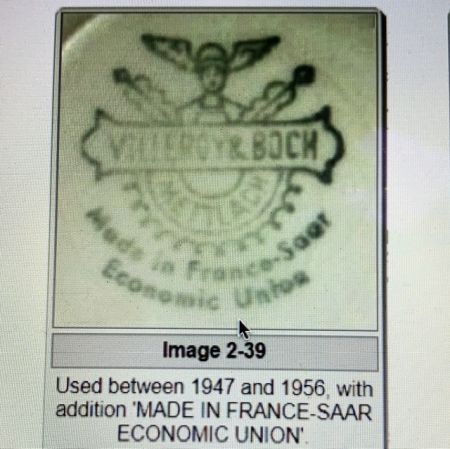 VILLEROY & BOCH
METTLACH
Made in France-Saar
Economic Union
Image 2-39
Used between 1947 and 1956, with
addition 'MADE IN FRANCE-SAAR
ECONOMIC UNION'.